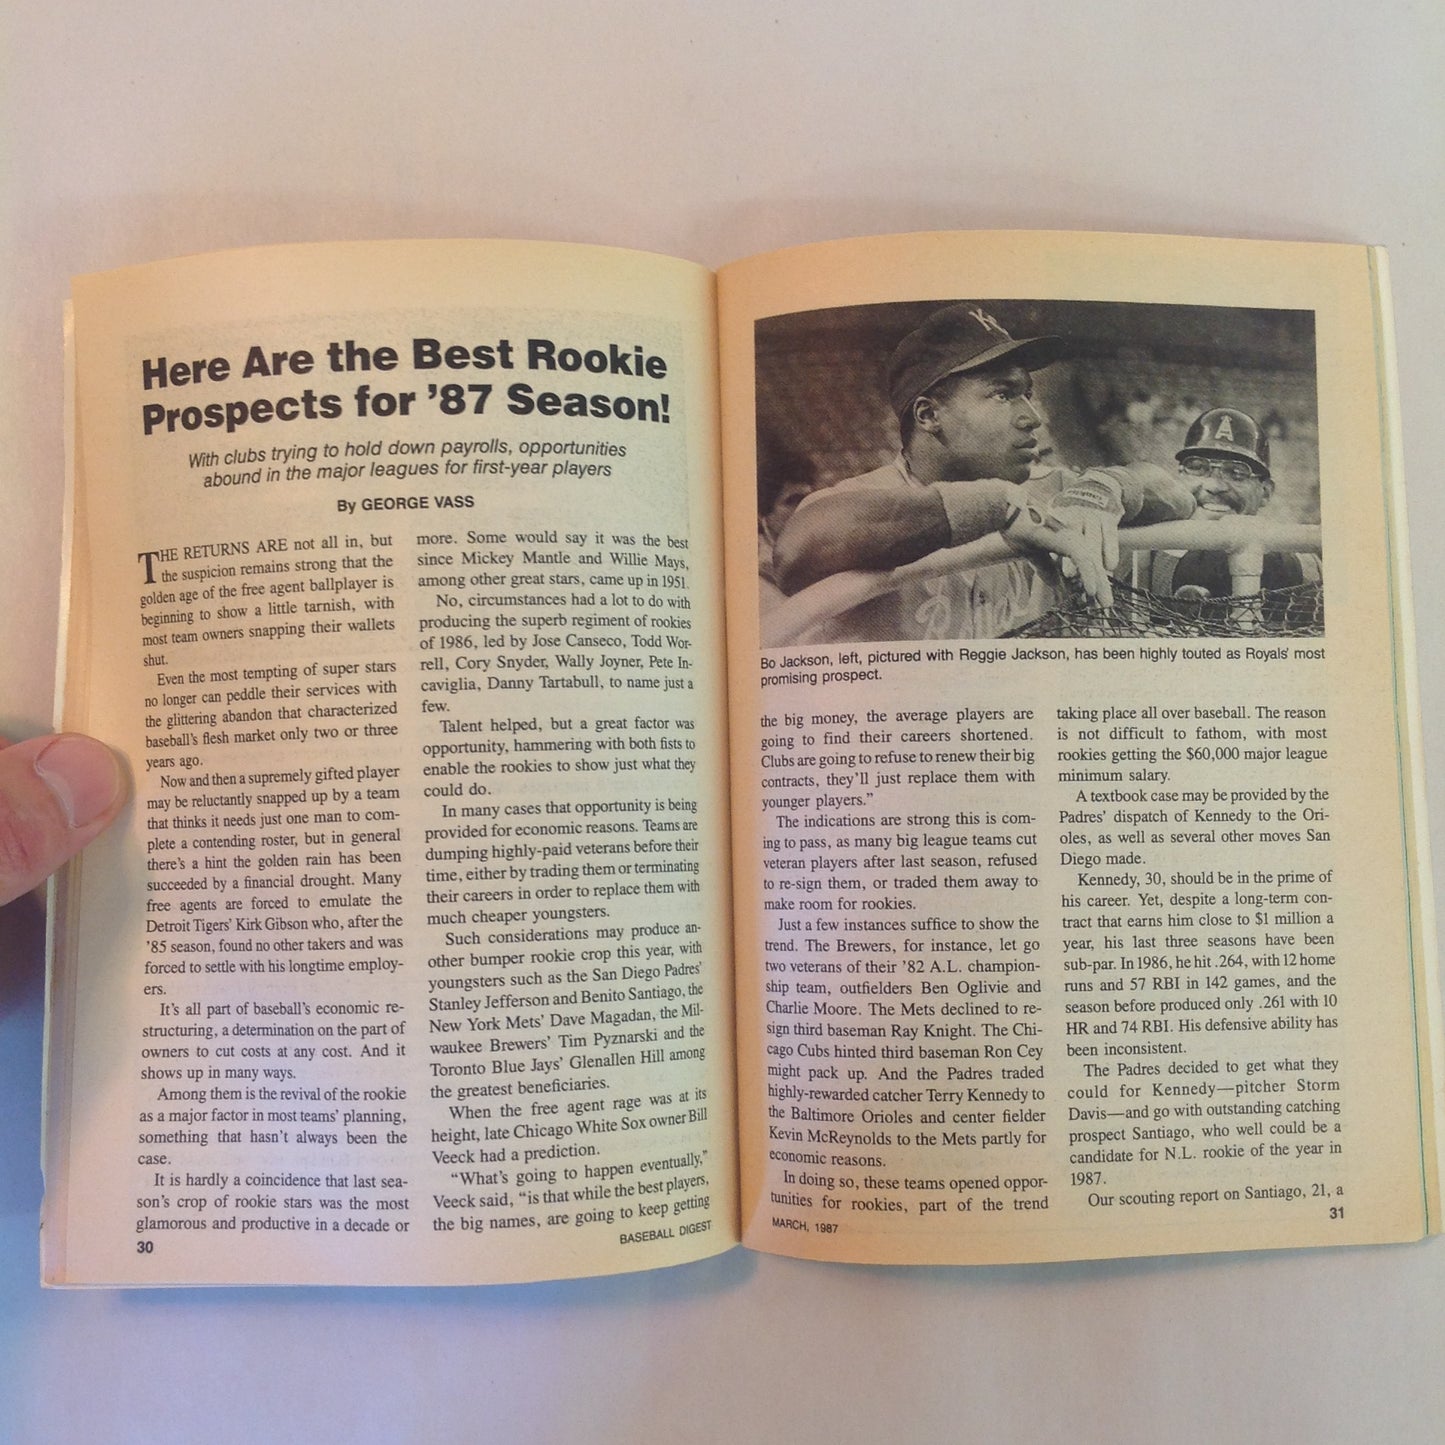 Here Are the Best Rookie
Prospects for '87 Season!
With clubs trying to hold down payrolls, opportunities
abound in the major leagues for first-year players
By GEORGE VASS
THE RETURNS ARE not all in, but
the suspicion remains strong that the
golden age of the free agent ballplayer is
beginning to show a little tarnish, with
most team owners snapping their wallets
shut.
Even the most tempting of super stars
no longer can peddle their services with
the glittering abandon that characterized
baseball's flesh market only two or three
years ago.
Now and then a supremely gifted player
may be reluctantly snapped up by a team
that thinks it needs just one man to com-
plete a contending roster, but in general
there's a hint the golden rain has been
succeeded by a financial drought. Many
free agents are forced to emulate the
Detroit Tigers' Kirk Gibson who, after the
'85 season, found no other takers and was
forced to settle with his longtime employ-
ers.
It's all part of baseball's economic re-
structuring, a determination on the part of
owners to cut costs at any cost. And it
shows up in many ways.
Among them is the revival of the rookie
as a major factor in most teams' planning,
something that hasn't always been the
case.
It is hardly a coincidence that last sea-
son's crop of rookie stars was the most
glamorous and productive in a decade or
30
more. Some would say it was the best
since Mickey Mantle and Willie Mays,
among other great stars, came up in 1951.
No, circumstances had a lot to do with
producing the superb regiment of rookies
of 1986, led by Jose Canseco, Todd Wor-
rell, Cory Snyder, Wally Joyner, Pete In-
caviglia, Danny Tartabull, to name just a
few.
Talent helped, but a great factor was
opportunity, hammering with both fists to
enable the rookies to show just what they
could do.
In many cases that opportunity is being
provided for economic reasons. Teams are
dumping highly-paid veterans before their
time, either by trading them or terminating
their careers in order to replace them with
much cheaper youngsters.
Such considerations may produce an-
other bumper rookie crop this year, with
youngsters such as the San Diego Padres'
Stanley Jefferson and Benito Santiago, the
New York Mets' Dave Magadan, the Mil-
waukee Brewers' Tim Pyznarski and the
Toronto Blue Jays' Glenallen Hill among
the greatest beneficiaries.
When the free agent rage was at its
height, late Chicago White Sox owner Bill
Veeck had a prediction.
"What's going to happen eventually,"
Veeck said, "is that while the best players,
the big names, are going to keep getting
BASEBALL DIGEST
KC
A
Bo Jackson, left, pictured with Reggie Jackson, has been highly touted as Royals' most
promising prospect.
the big money, the average players are
going to find their careers shortened.
Clubs are going to refuse to renew their big
contracts, they'll just replace them with
younger players."
The indications are strong this is com-
ing to pass, as many big league teams cut
veteran players after last season, refused
to re-sign them, or traded them away to
make room for rookies.
Just a few instances suffice to show the
trend. The Brewers, for instance, let go
two veterans of their '82 A.L. champion-
ship team, outfielders Ben Oglivie and
Charlie Moore. The Mets declined to re-
sign third baseman Ray Knight. The Chi-
cago Cubs hinted third baseman Ron Cey
might pack up. And the Padres traded
highly-rewarded catcher Terry Kennedy to
the Baltimore Orioles and center fielder
Kevin McReynolds to the Mets partly for
economic reasons.
In doing so, these teams opened oppor-
tunities for rookies, part of the trend
MARCH, 1987
taking place all over baseball. The reason
is not difficult to fathom, with most
rookies getting the $60,000 major league
minimum salary.
A textbook case may be provided by the
Padres' dispatch of Kennedy to the Ori-
oles, as well as several other moves San
Diego made.
Kennedy, 30, should be in the prime of
his career. Yet, despite a long-term con-
tract that earns him close to $1 million a
year, his last three seasons have been
sub-par. In 1986, he hit .264, with 12 home
runs and 57 RBI in 142 games, and the
season before produced only .261 with 10
HR and 74 RBI. His defensive ability has
been inconsistent.
The Padres decided to get what they
could for Kennedy—pitcher Storm
Davis—and go with outstanding catching
prospect Santiago, who well could be a
candidate for N.L. rookie of the year in
1987.
Our scouting report on Santiago, 21, a
31